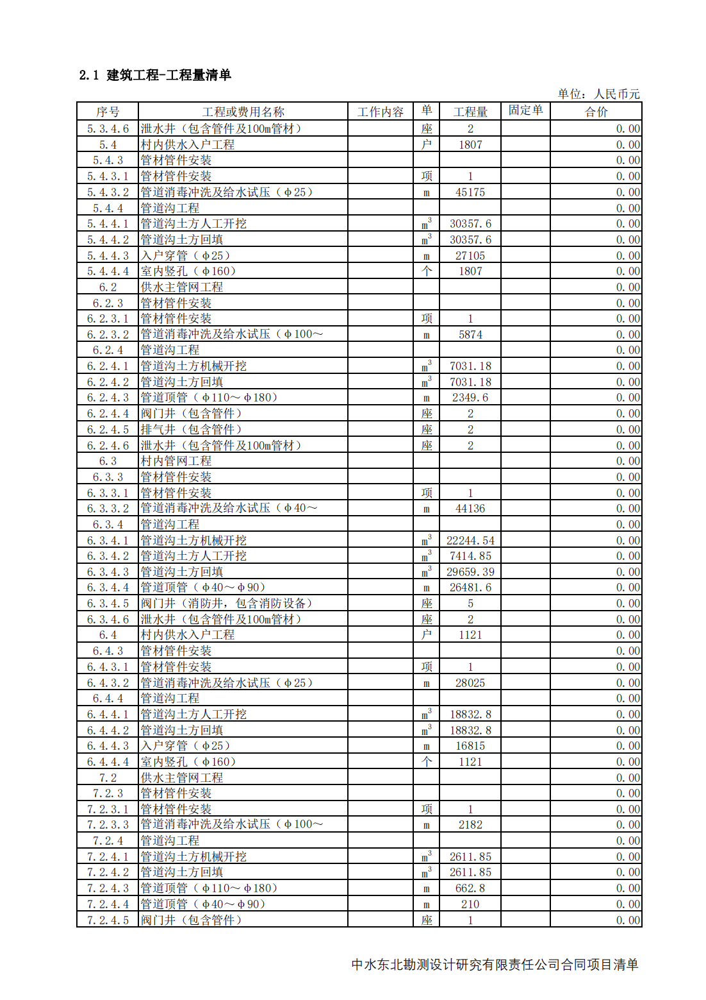 2.1 建筑工程-工程量清单
单位：人民币元
序号 工程或费用名称 工作内容 单 工程量 固定单 合价
5.3.4.6 泄水井（包含管件及100m管材） 座 2 0.00
5.4 村内供水入户工程 户 1807 0.00
5.4.3 管材管件安装 0.00
5.4.3.1 管材管件安装 项 1 0.00
5.4.3.2 管道消毒冲洗及给水试压（φ25） m 45175 0.00
5.4.4 管道沟工程 0.00
5.4.4.1 管道沟土方人工开挖 m³ 30357.6 0.00
5.4.4.2 管道沟土方回填 m³ 30357.6 0.00
5.4.4.3 入户穿管（φ25） m 27105 0.00
5.4.4.4 室内竖孔（φ160） 个 1807 0.00
6.2 供水主管网工程 0.00
6.2.3 管材管件安装 0.00
6.2.3.1 管材管件安装 项 1 0.00
6.2.3.2 管道消毒冲洗及给水试压（φ100～ m 5874 0.00
6.2.4 管道沟工程 0.00
6.2.4.1 管道沟土方机械开挖 m³ 7031.18 0.00
6.2.4.2 管道沟土方回填 m³ 7031.18 0.00
6.2.4.3 管道顶管（φ110～φ180） m 2349.6 0.00
6.2.4.4 阀门井（包含管件） 座 2 0.00
6.2.4.5 排气井（包含管件） 座 2 0.00
6.2.4.6 泄水井（包含管件及100m管材） 座 2 0.00
6.3 村内管网工程 0.00
6.3.3 管材管件安装 0.00
6.3.3.1 管材管件安装 项 1 0.00
6.3.3.2 管道消毒冲洗及给水试压（φ40～ m 44136 0.00
6.3.4 管道沟工程 0.00
6.3.4.1 管道沟土方机械开挖 m³ 22244.54 0.00
6.3.4.2 管道沟土方人工开挖 m³ 7414.85 0.00
6.3.4.3 管道沟土方回填 m³ 29659.39 0.00
6.3.4.4 管道顶管（φ40～φ90） m 26481.6 0.00
6.3.4.5 阀门井（消防井，包含消防设备） 座 5 0.00
6.3.4.6 泄水井（包含管件及100m管材） 座 2 0.00
6.4 村内供水入户工程 户 1121 0.00
6.4.3 管材管件安装 0.00
6.4.3.1 管材管件安装 项 1 0.00
6.4.3.2 管道消毒冲洗及给水试压（φ25） m 28025 0.00
6.4.4 管道沟工程 0.00
6.4.4.1 管道沟土方人工开挖 m³ 18832.8 0.00
6.4.4.2 管道沟土方回填 m³ 18832.8 0.00
6.4.4.3 入户穿管（φ25） m 16815 0.00
6.4.4.4 室内竖孔（φ160） 个 1121 0.00
7.2 供水主管网工程 0.00
7.2.3 管材管件安装 0.00
7.2.3.1 管材管件安装 项 1 0.00
7.2.3.3 管道消毒冲洗及给水试压（φ100～ m 2182 0.00
7.2.4 管道沟工程 0.00
7.2.4.1 管道沟土方机械开挖 m³ 2611.85 0.00
7.2.4.2 管道沟土方回填 m³ 2611.85 0.00
7.2.4.3 管道顶管（φ110～φ180） m 662.8 0.00
7.2.4.4 管道顶管（φ40～φ90） m 210 0.00
7.2.4.5 阀门井（包含管件） 座 1 0.00
中水东北勘测设计研究有限责任公司合同项目清单